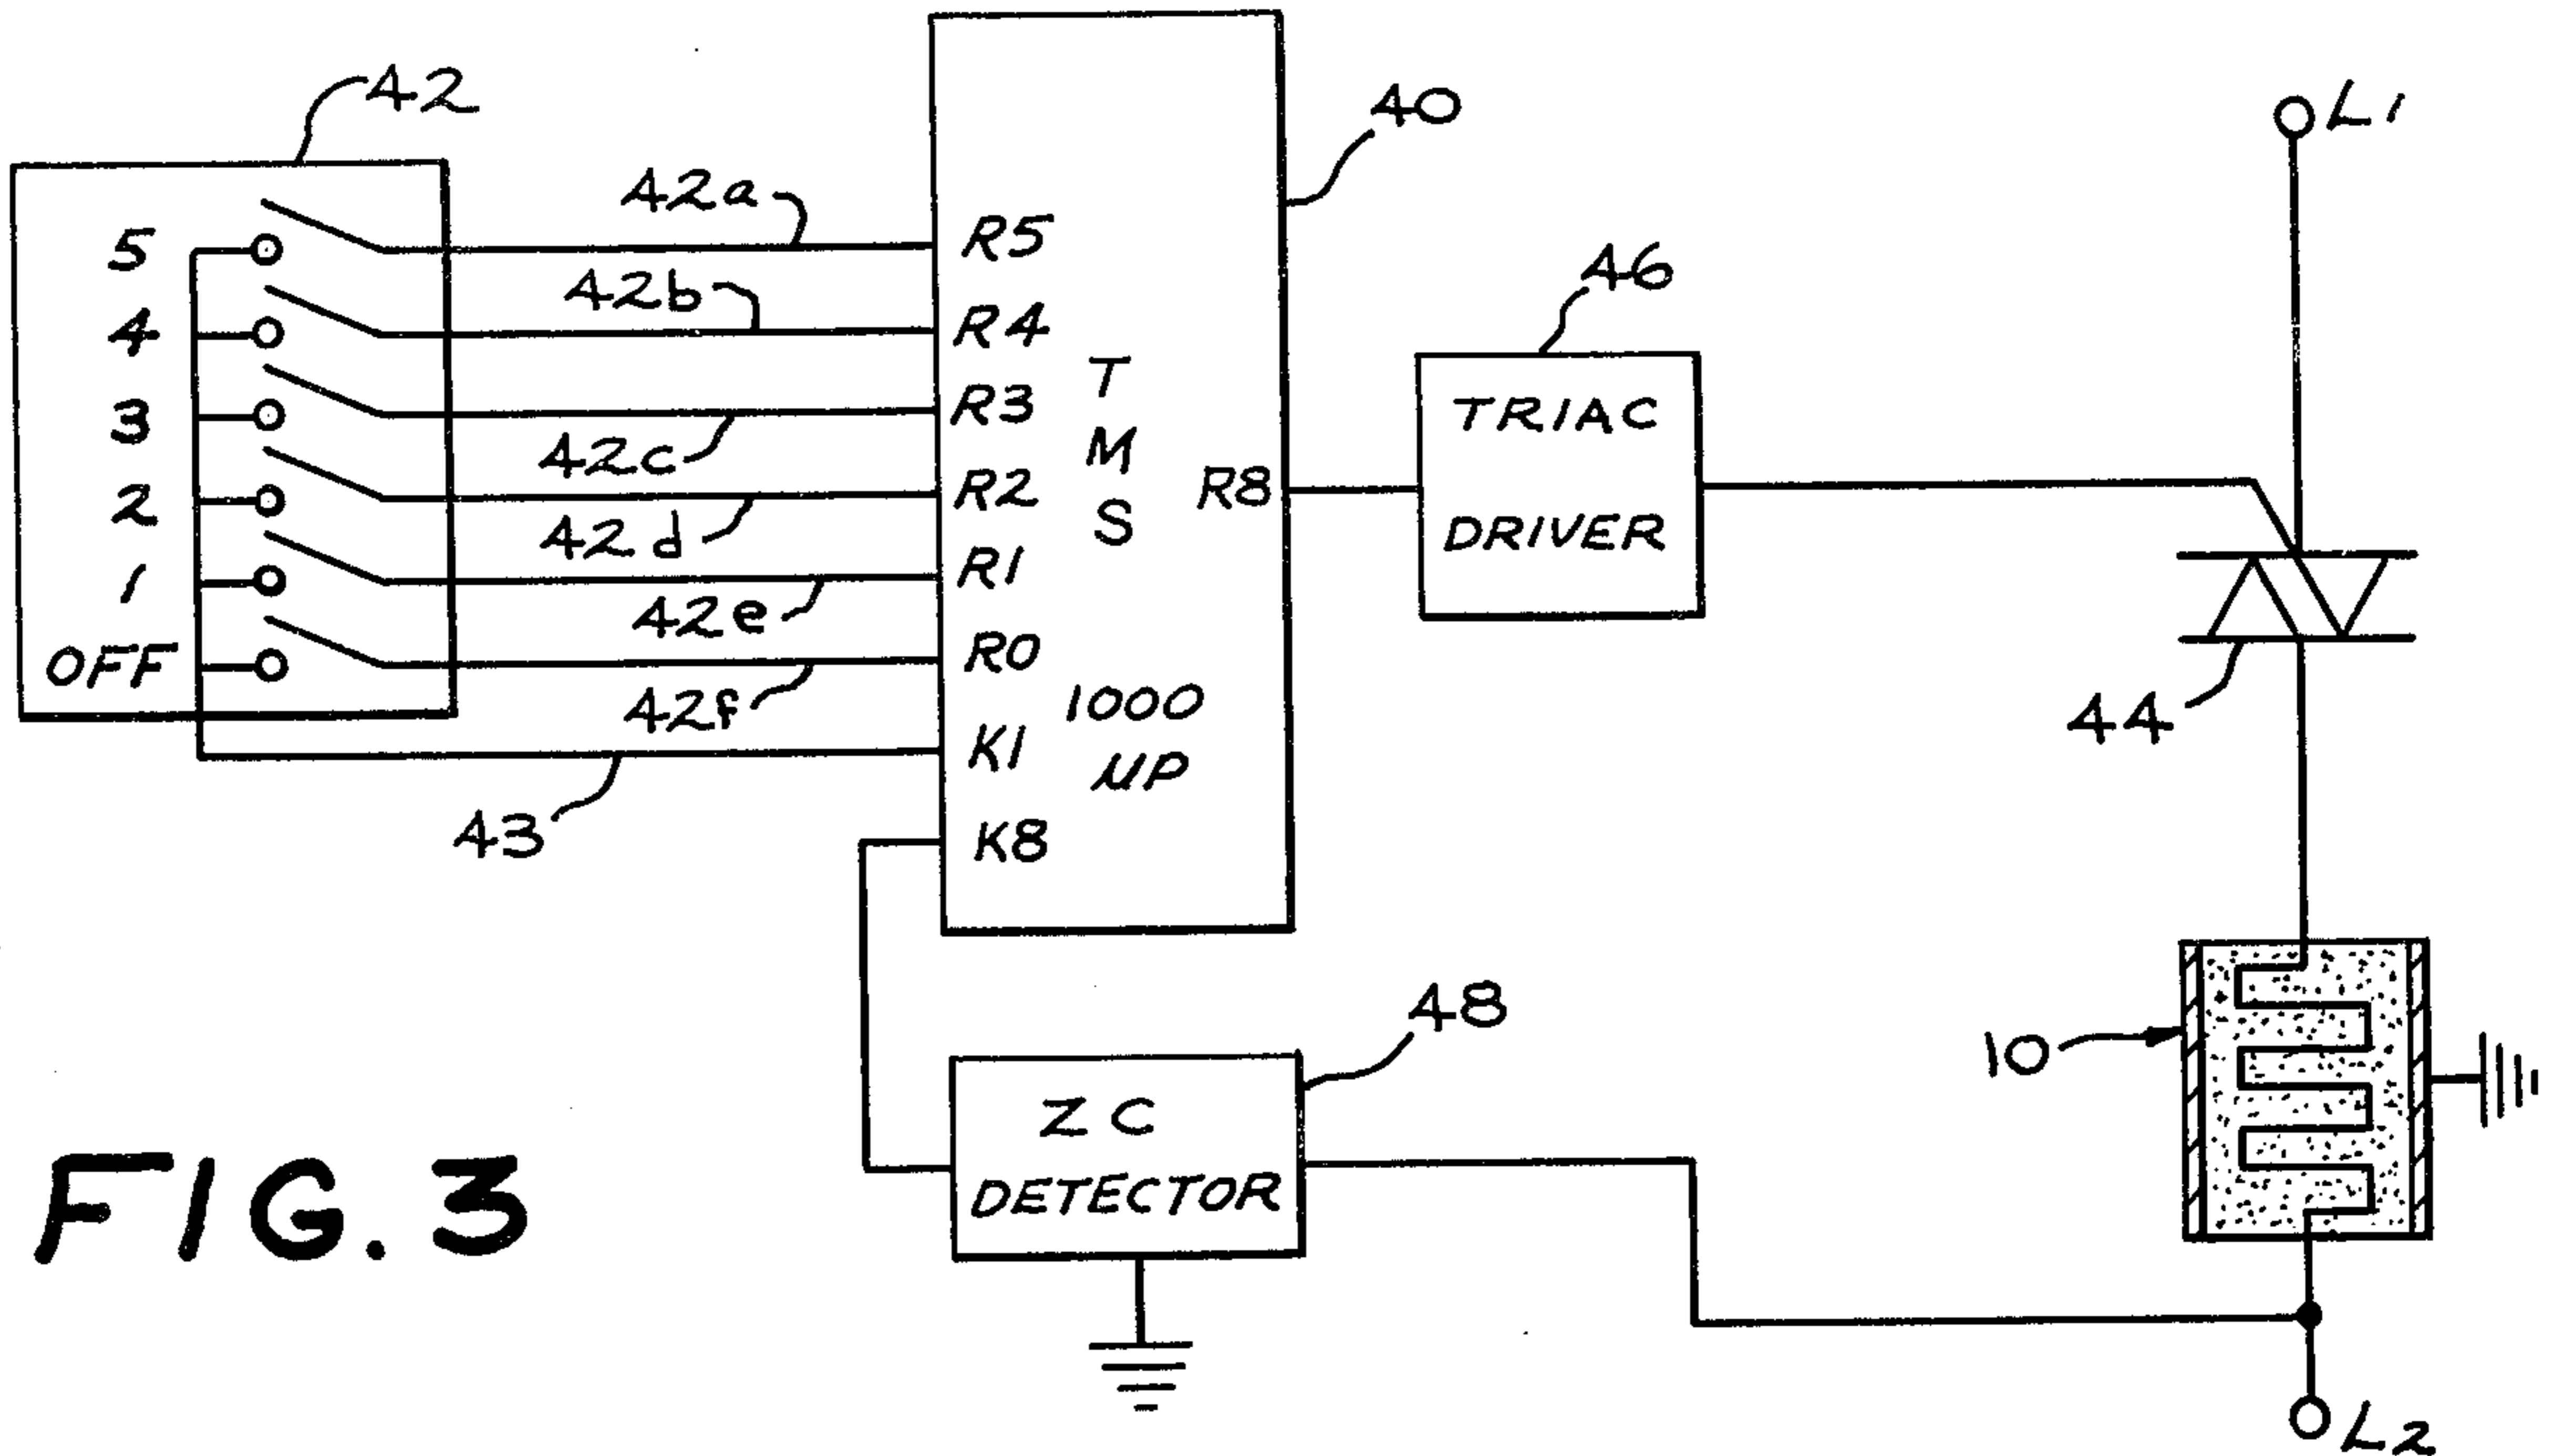 42
5
4
3
2
1
OFF
42a
42b
42c
42d
42e
42f
43
40
R5
R4
R3
R2
R1
R0
K1
K8
T
M
S
1000
µP
R8
46
TRIAC
DRIVER
L1
44
10
48
ZC
DETECTOR
L2
FIG. 3